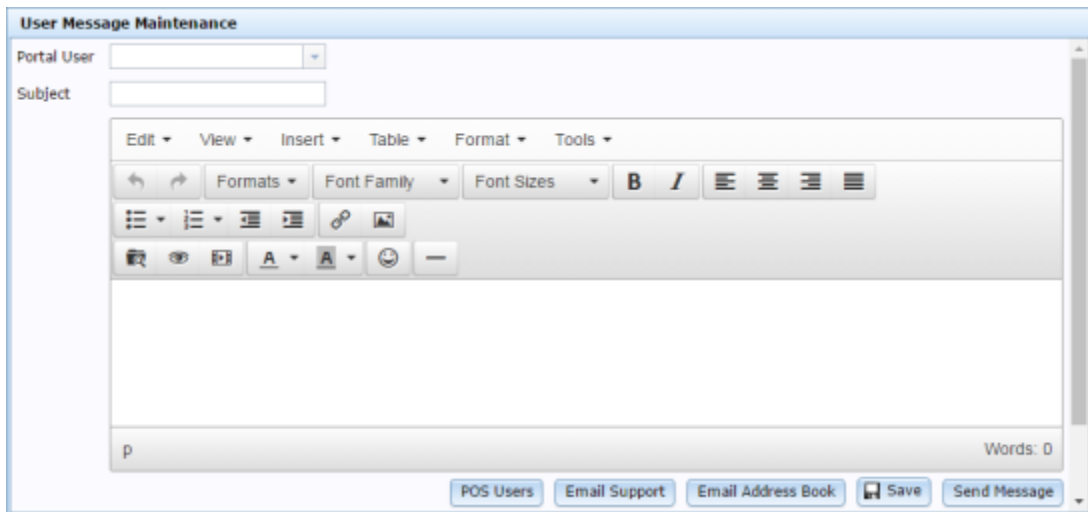 User Message Maintenance
Portal User
Subject
Edit View Insert Table Format Tools
Formats Font Family Font Sizes B I
A A
p Words: 0
POS Users Email Support Email Address Book Save Send Message